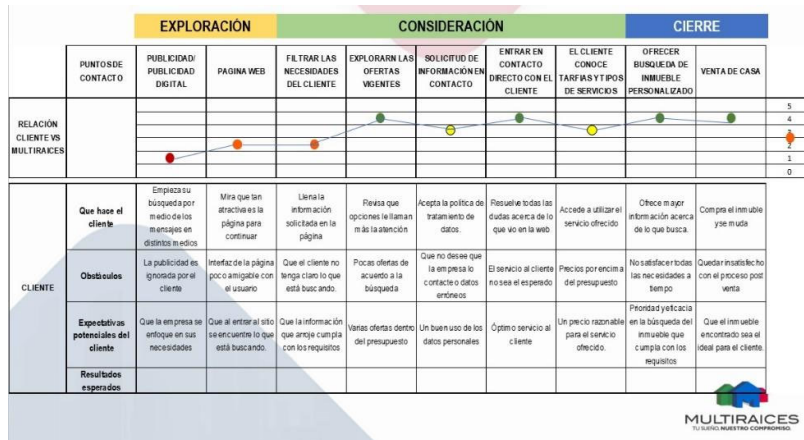 EXPLORACIÓN
CONSIDERACIÓN
CIERRE
PUNTOS DE
CONTACTO
PUBLICIDAD/
PUBLICIDAD
DIGITAL
PAGINA WEB
FILTRAR LAS
NECESIDADES
DEL CLIENTE
EXPLORARN LAS
OFERTAS
VIGENTES
SOLICITUD DE
INFORMACIÓN EN
CONTACTO
ENTRAR EN
CONTACTO
DIRECTO CON EL
CLIENTE
EL CLIENTE
CONOCE
TARFIAS Y TIPOS
DE SERVICIOS
OFRECER
BUSQUEDA DE
INMUEBLE
PERSONALIZADO
VENTA DE CASA
RELACIÓN
CLIENTE VS
MULTIRAICES
5
4
3
2
1
0
CLIENTE
Que hace el
cliente
Empieza su
búsqueda por
medio de los
mensajes en
distintos medios
Mira que tan
atractiva es la
página para
continuar
Llena la
información
solicitada en la
página
Revisa que
opciones le llaman
más la atención
Acepta la política de
tratamiento de
datos.
Resuelve todas las
dudas acerca de lo
que vio en la web
Accede a utilizar el
servicio ofrecido
Ofrece mayor
información acerca
de lo que busca.
Compra el inmuble
y se muda
Obstáculos
La publicidad es
ignorada por el
cliente
Interfaz de la página
poco amigable con
el usuario
Que el cliente no
tenga claro lo que
está buscando.
Pocas ofertas de
acuerdo a la
búsqueda
Que no desee que
la empresa lo
contacte o datos
erróneos
El servicio al cliente
no sea el esperado
Precios por encima
del presupuesto
No satisfacer todas
las necesidades a
tiempo
Quedar insatisfecho
con el proceso post
venta
Expectativas
potenciales del
cliente
Que la empresa se
enfoque en sus
necesidades
Que al entrar al sitio
se encuentre lo que
está buscando.
Que la información
que arroje cumpla
con los requisitos
Varias ofertas dentro
del presupuesto
Un buen uso de los
datos personales
Óptimo servicio al
cliente
Un precio razonable
para el servicio
ofrecido.
Prioridad y eficacia
en la búsqueda del
inmueble que
cumpla con los
requisitos
Que el inmueble
encontrado sea el
ideal para el cliente.
Resultados
esperados
MULTIRAICES
TU SUEÑO, NUESTRO COMPROMISO.